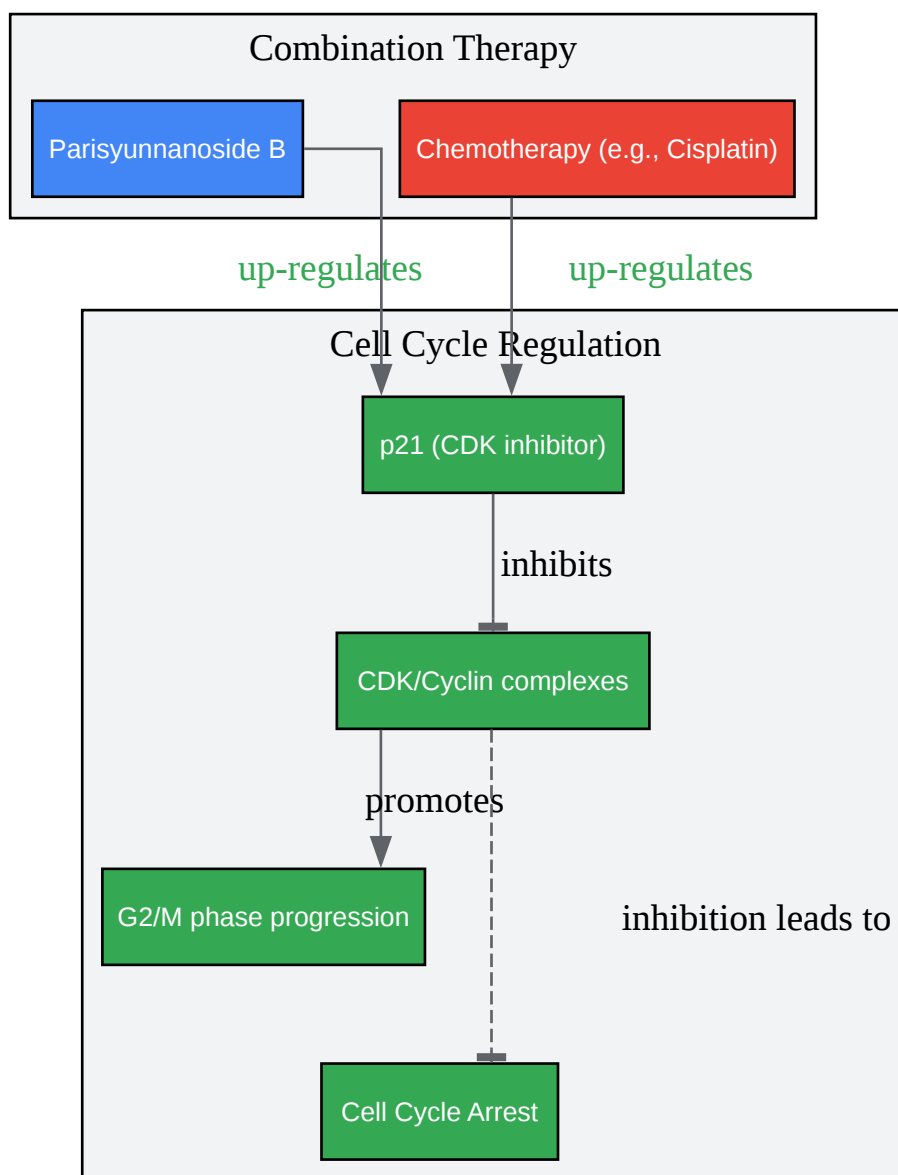 Combination Therapy
Parisyunnanoside B
Chemotherapy (e.g., Cisplatin)
up-regulates
up-regulates
Cell Cycle Regulation
p21 (CDK inhibitor)
inhibits
CDK/Cyclin complexes
promotes
G2/M phase progression
inhibition leads to
Cell Cycle Arrest